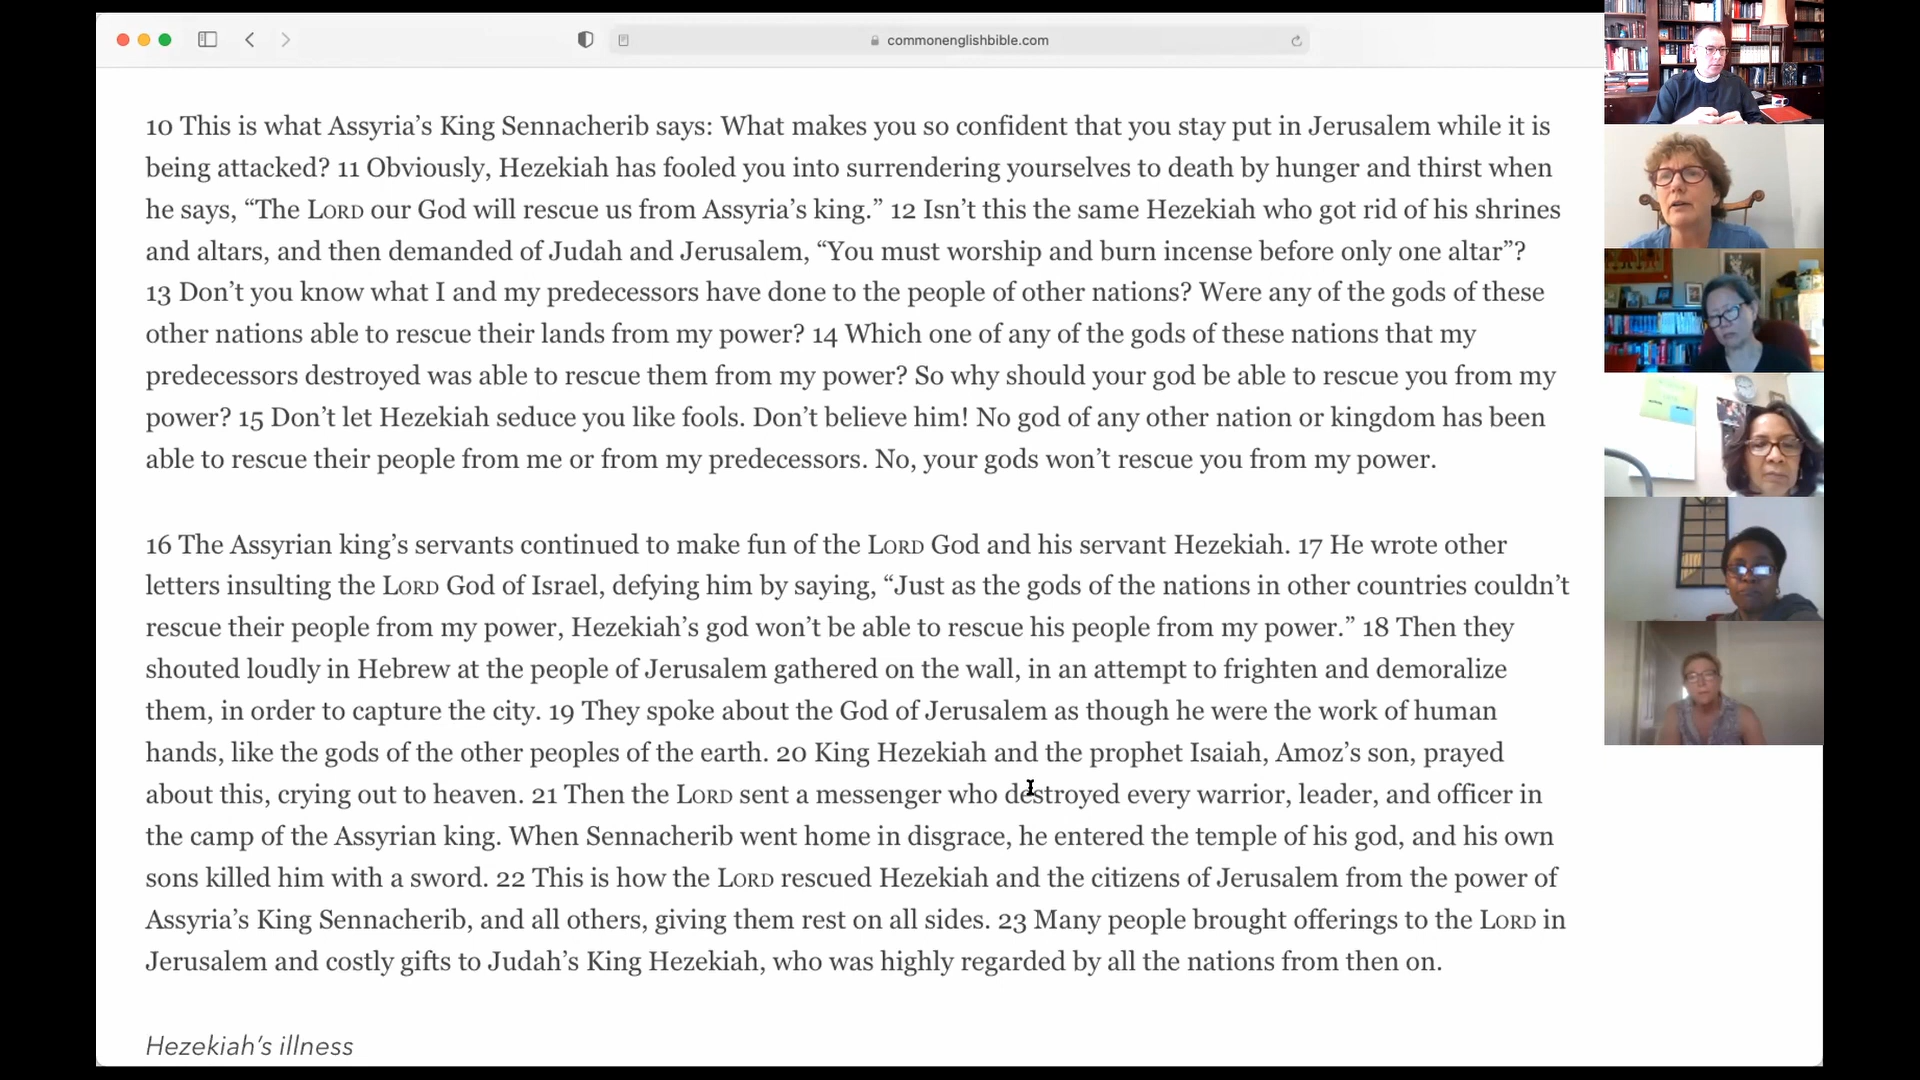 commonenglishbible.com
10 This is what Assyria’s King Sennacherib says: What makes you so confident that you stay put in Jerusalem while it is
being attacked? 11 Obviously, Hezekiah has fooled you into surrendering yourselves to death by hunger and thirst when
he says, “The LORD our God will rescue us from Assyria’s king.” 12 Isn’t this the same Hezekiah who got rid of his shrines
and altars, and then demanded of Judah and Jerusalem, “You must worship and burn incense before only one altar”?
13 Don’t you know what I and my predecessors have done to the people of other nations? Were any of the gods of these
other nations able to rescue their lands from my power? 14 Which one of any of the gods of these nations that my
predecessors destroyed was able to rescue them from my power? So why should your god be able to rescue you from my
power? 15 Don’t let Hezekiah seduce you like fools. Don’t believe him! No god of any other nation or kingdom has been
able to rescue their people from me or from my predecessors. No, your gods won’t rescue you from my power.
16 The Assyrian king’s servants continued to make fun of the LORD God and his servant Hezekiah. 17 He wrote other
letters insulting the LORD God of Israel, defying him by saying, “Just as the gods of the nations in other countries couldn’t
rescue their people from my power, Hezekiah’s god won’t be able to rescue his people from my power.” 18 Then they
shouted loudly in Hebrew at the people of Jerusalem gathered on the wall, in an attempt to frighten and demoralize
them, in order to capture the city. 19 They spoke about the God of Jerusalem as though he were the work of human
hands, like the gods of the other peoples of the earth. 20 King Hezekiah and the prophet Isaiah, Amoz’s son, prayed
about this, crying out to heaven. 21 Then the LORD sent a messenger who destroyed every warrior, leader, and officer in
the camp of the Assyrian king. When Sennacherib went home in disgrace, he entered the temple of his god, and his own
sons killed him with a sword. 22 This is how the LORD rescued Hezekiah and the citizens of Jerusalem from the power of
Assyria’s King Sennacherib, and all others, giving them rest on all sides. 23 Many people brought offerings to the LORD in
Jerusalem and costly gifts to Judah’s King Hezekiah, who was highly regarded by all the nations from then on.
Hezekiah’s illness